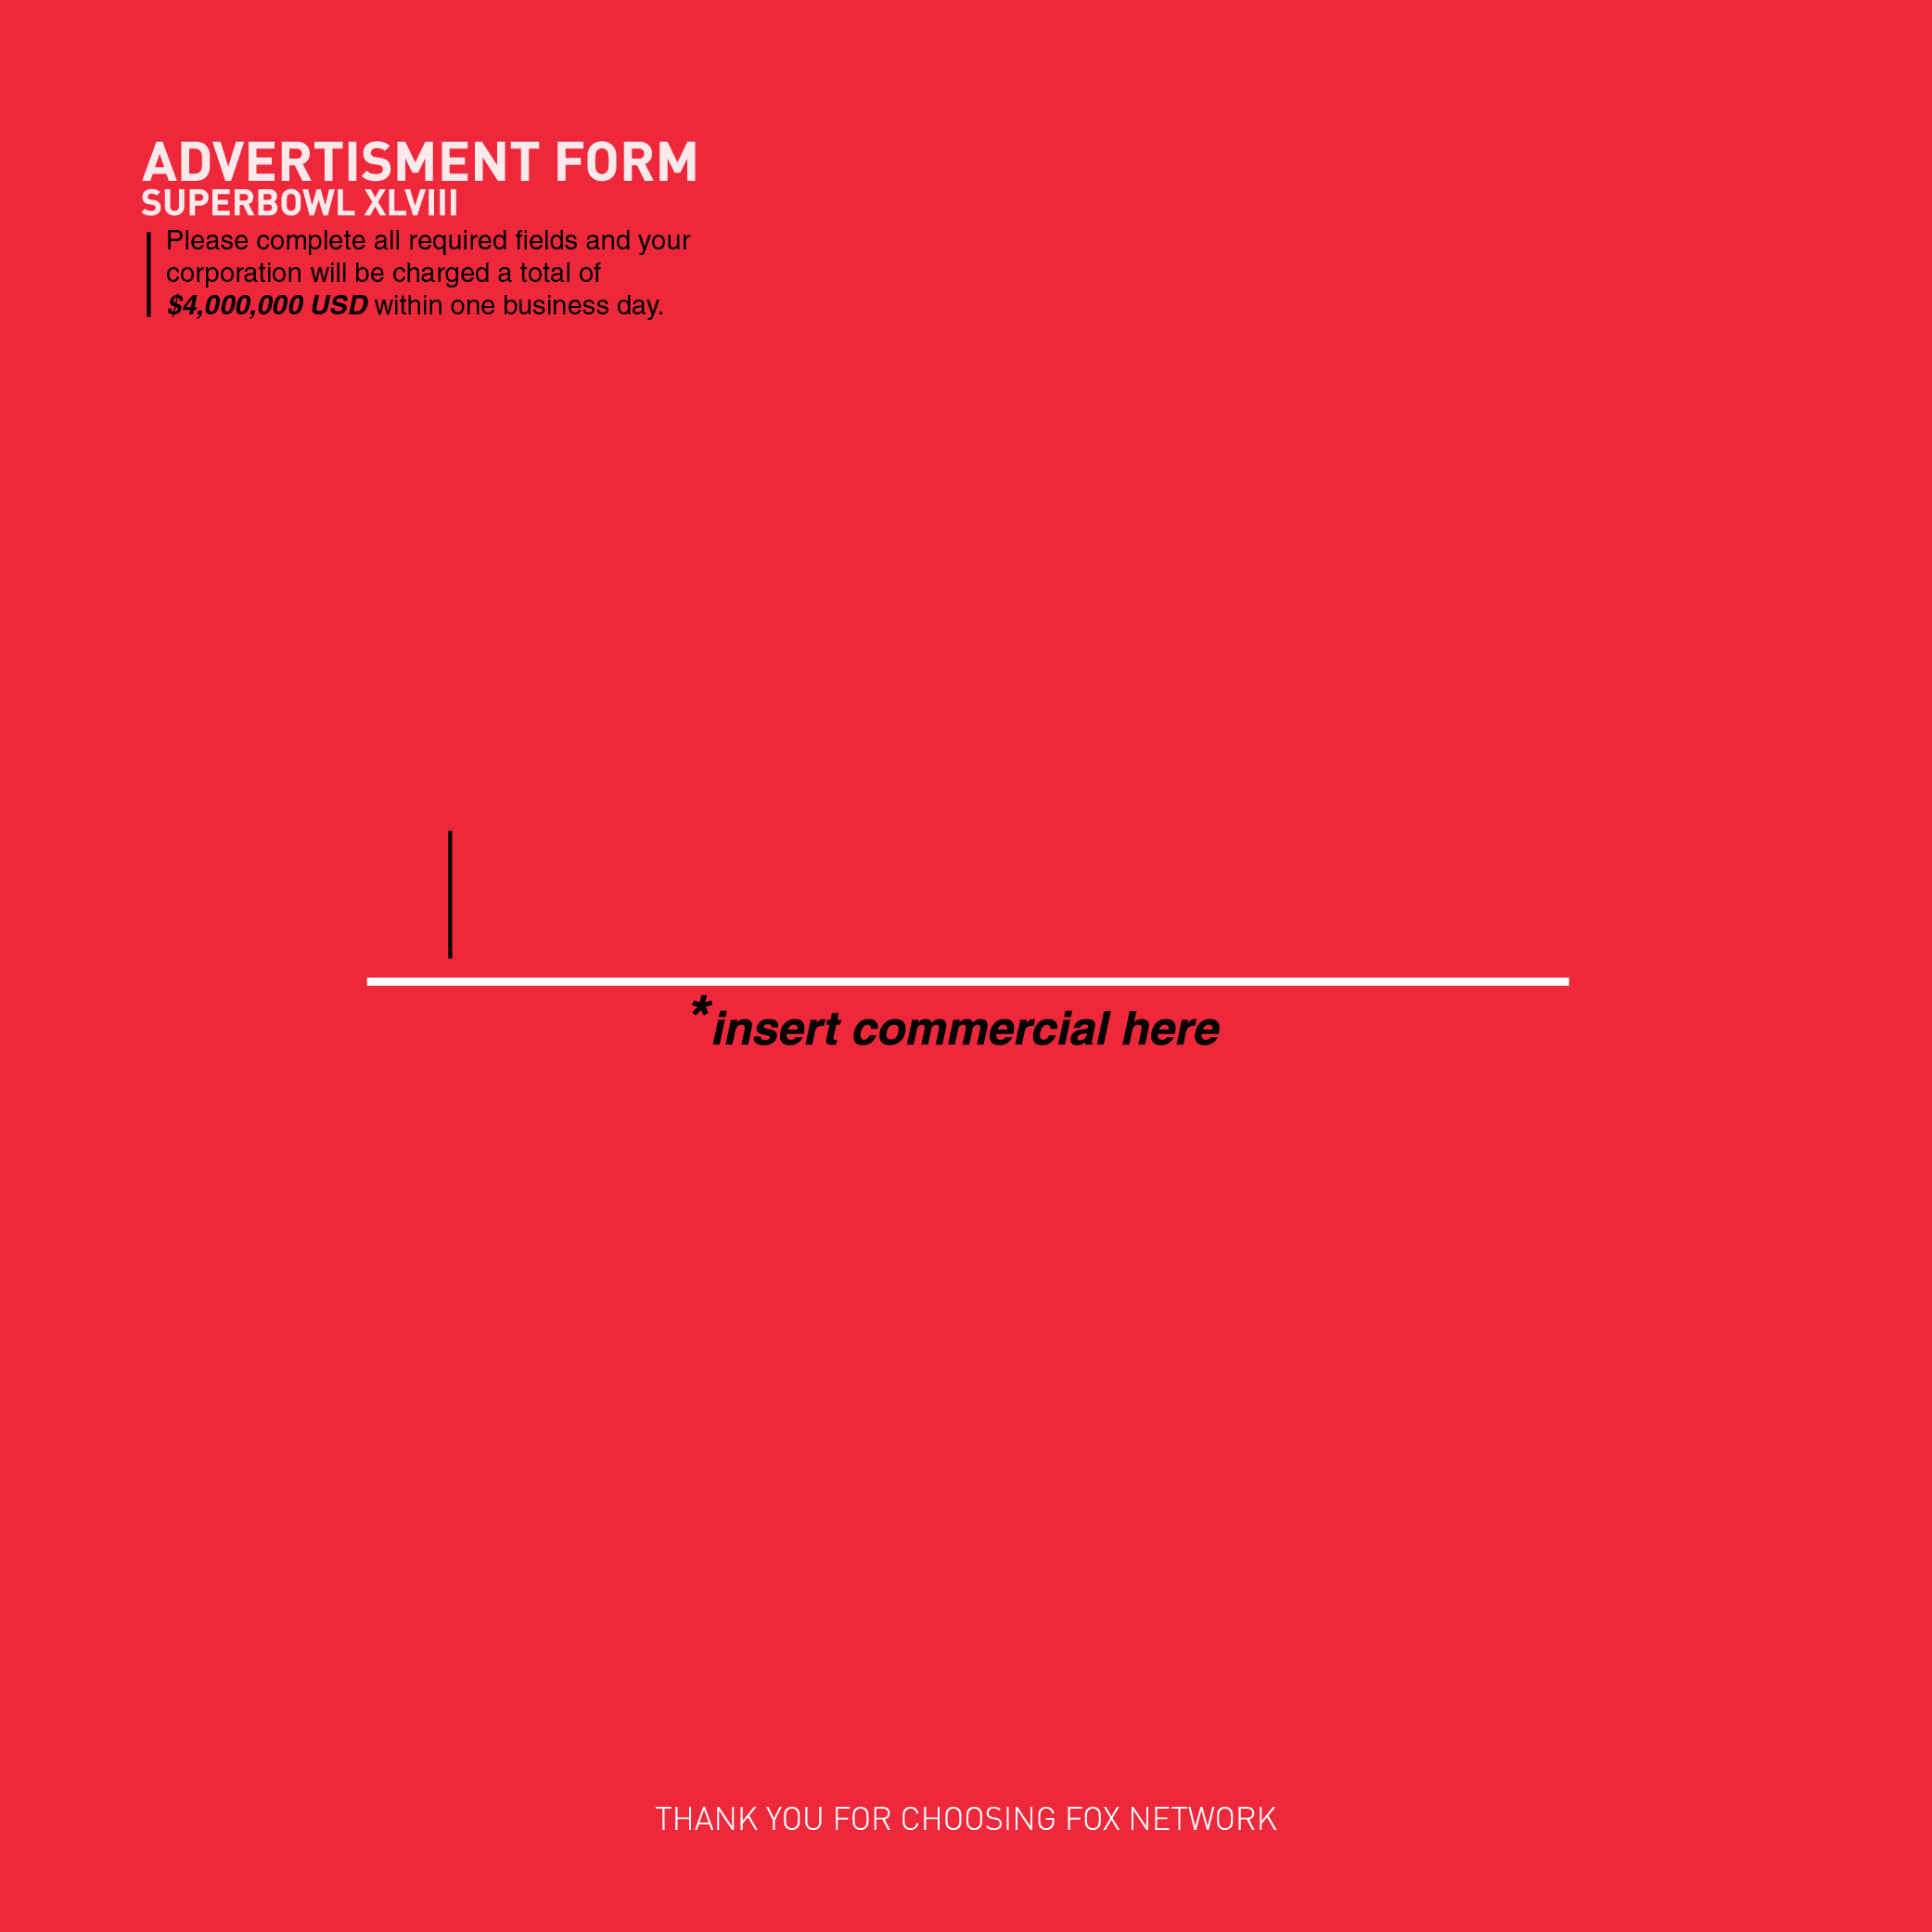 ADVERTISMENT FORM
SUPERBOWL XLVIII
Please complete all required fields and your
corporation will be charged a total of
$4,000,000 USD within one business day.
*insert commercial here
THANK YOU FOR CHOOSING FOX NETWORK